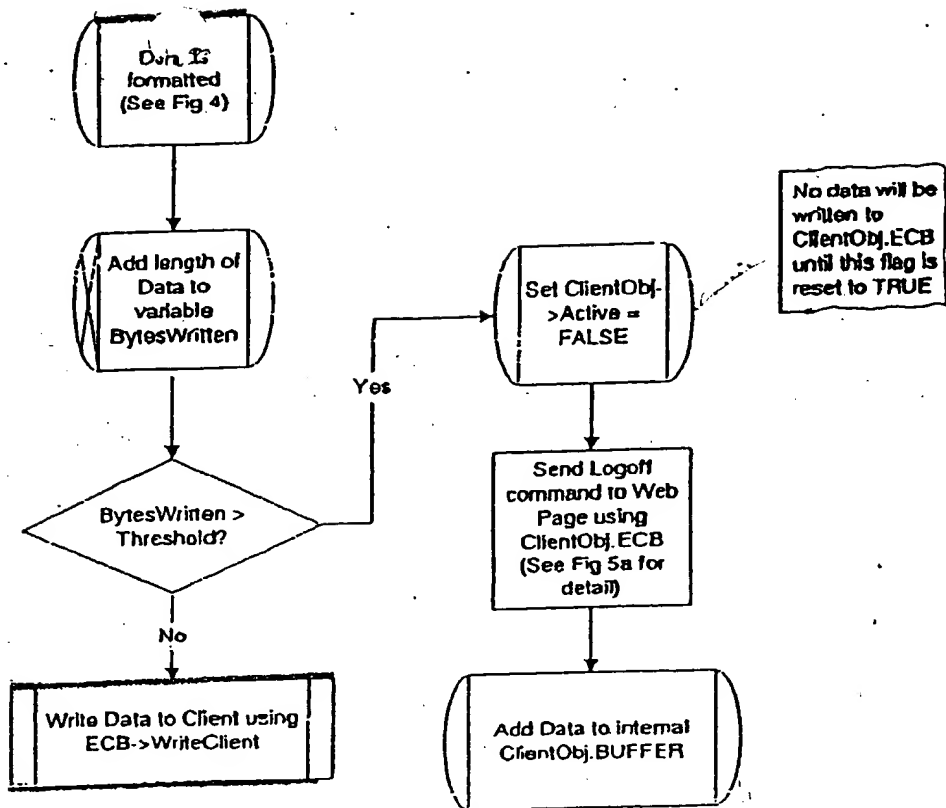 Data is
formatted
(See Fig 4)
Add length of
Data to
variable
BytesWritten
BytesWritten >
Threshold?
Yes
No
Write Data to Client using
ECB->WriteClient
Set ClientObj-
>Active =
FALSE
No data will be
written to
ClientObj.ECB
until this flag is
reset to TRUE
Send Logoff
command to Web
Page using
ClientObj.ECB
(See Fig 5a for
detail)
Add Data to internal
ClientObj.BUFFER